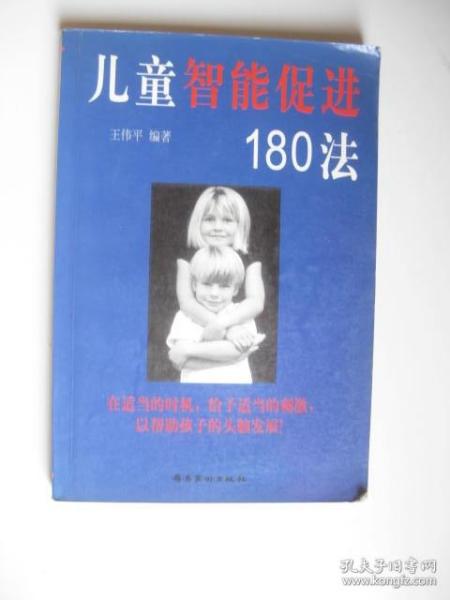 儿童智能促进
180法
王伟平 编著
在适当的时机，给予适当的刺激，
以帮助孩子的头脑发展!
孔夫子旧书网
www.kongfz.com